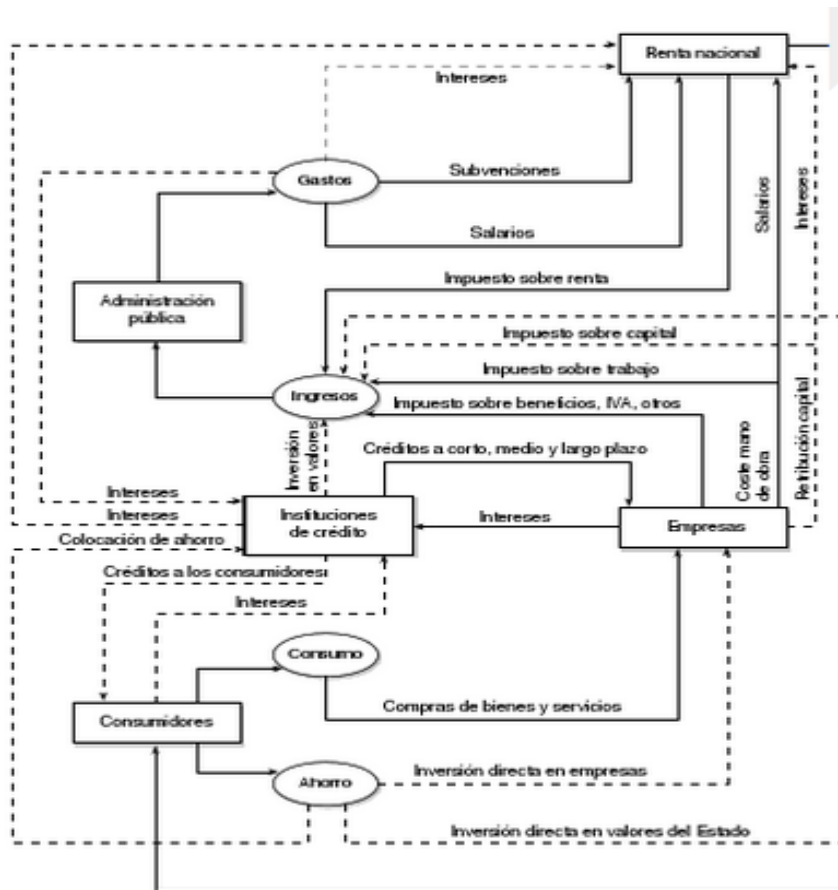 Renta nacional
Intereses
Gastos
Subvenciones
Salarios
Salarios
Intereses
Impuesto sobre renta
Administración
pública
Impuesto sobre capital
Impuesto sobre trabajo
Ingresos
Impuesto sobre beneficios, IVA, otros
Inversión
en valores
Créditos a corto, medio y largo plazo
Coste mano
de obra
Retribución capital
Intereses
Intereses
Instituciones
de crédito
Intereses
Empresas
Colocación de ahorro
Créditos a los consumidores
Intereses
Consumo
Consumidores
Compras de bienes y servicios
Ahorro
Inversión directa en empresas
Inversión directa en valores del Estado